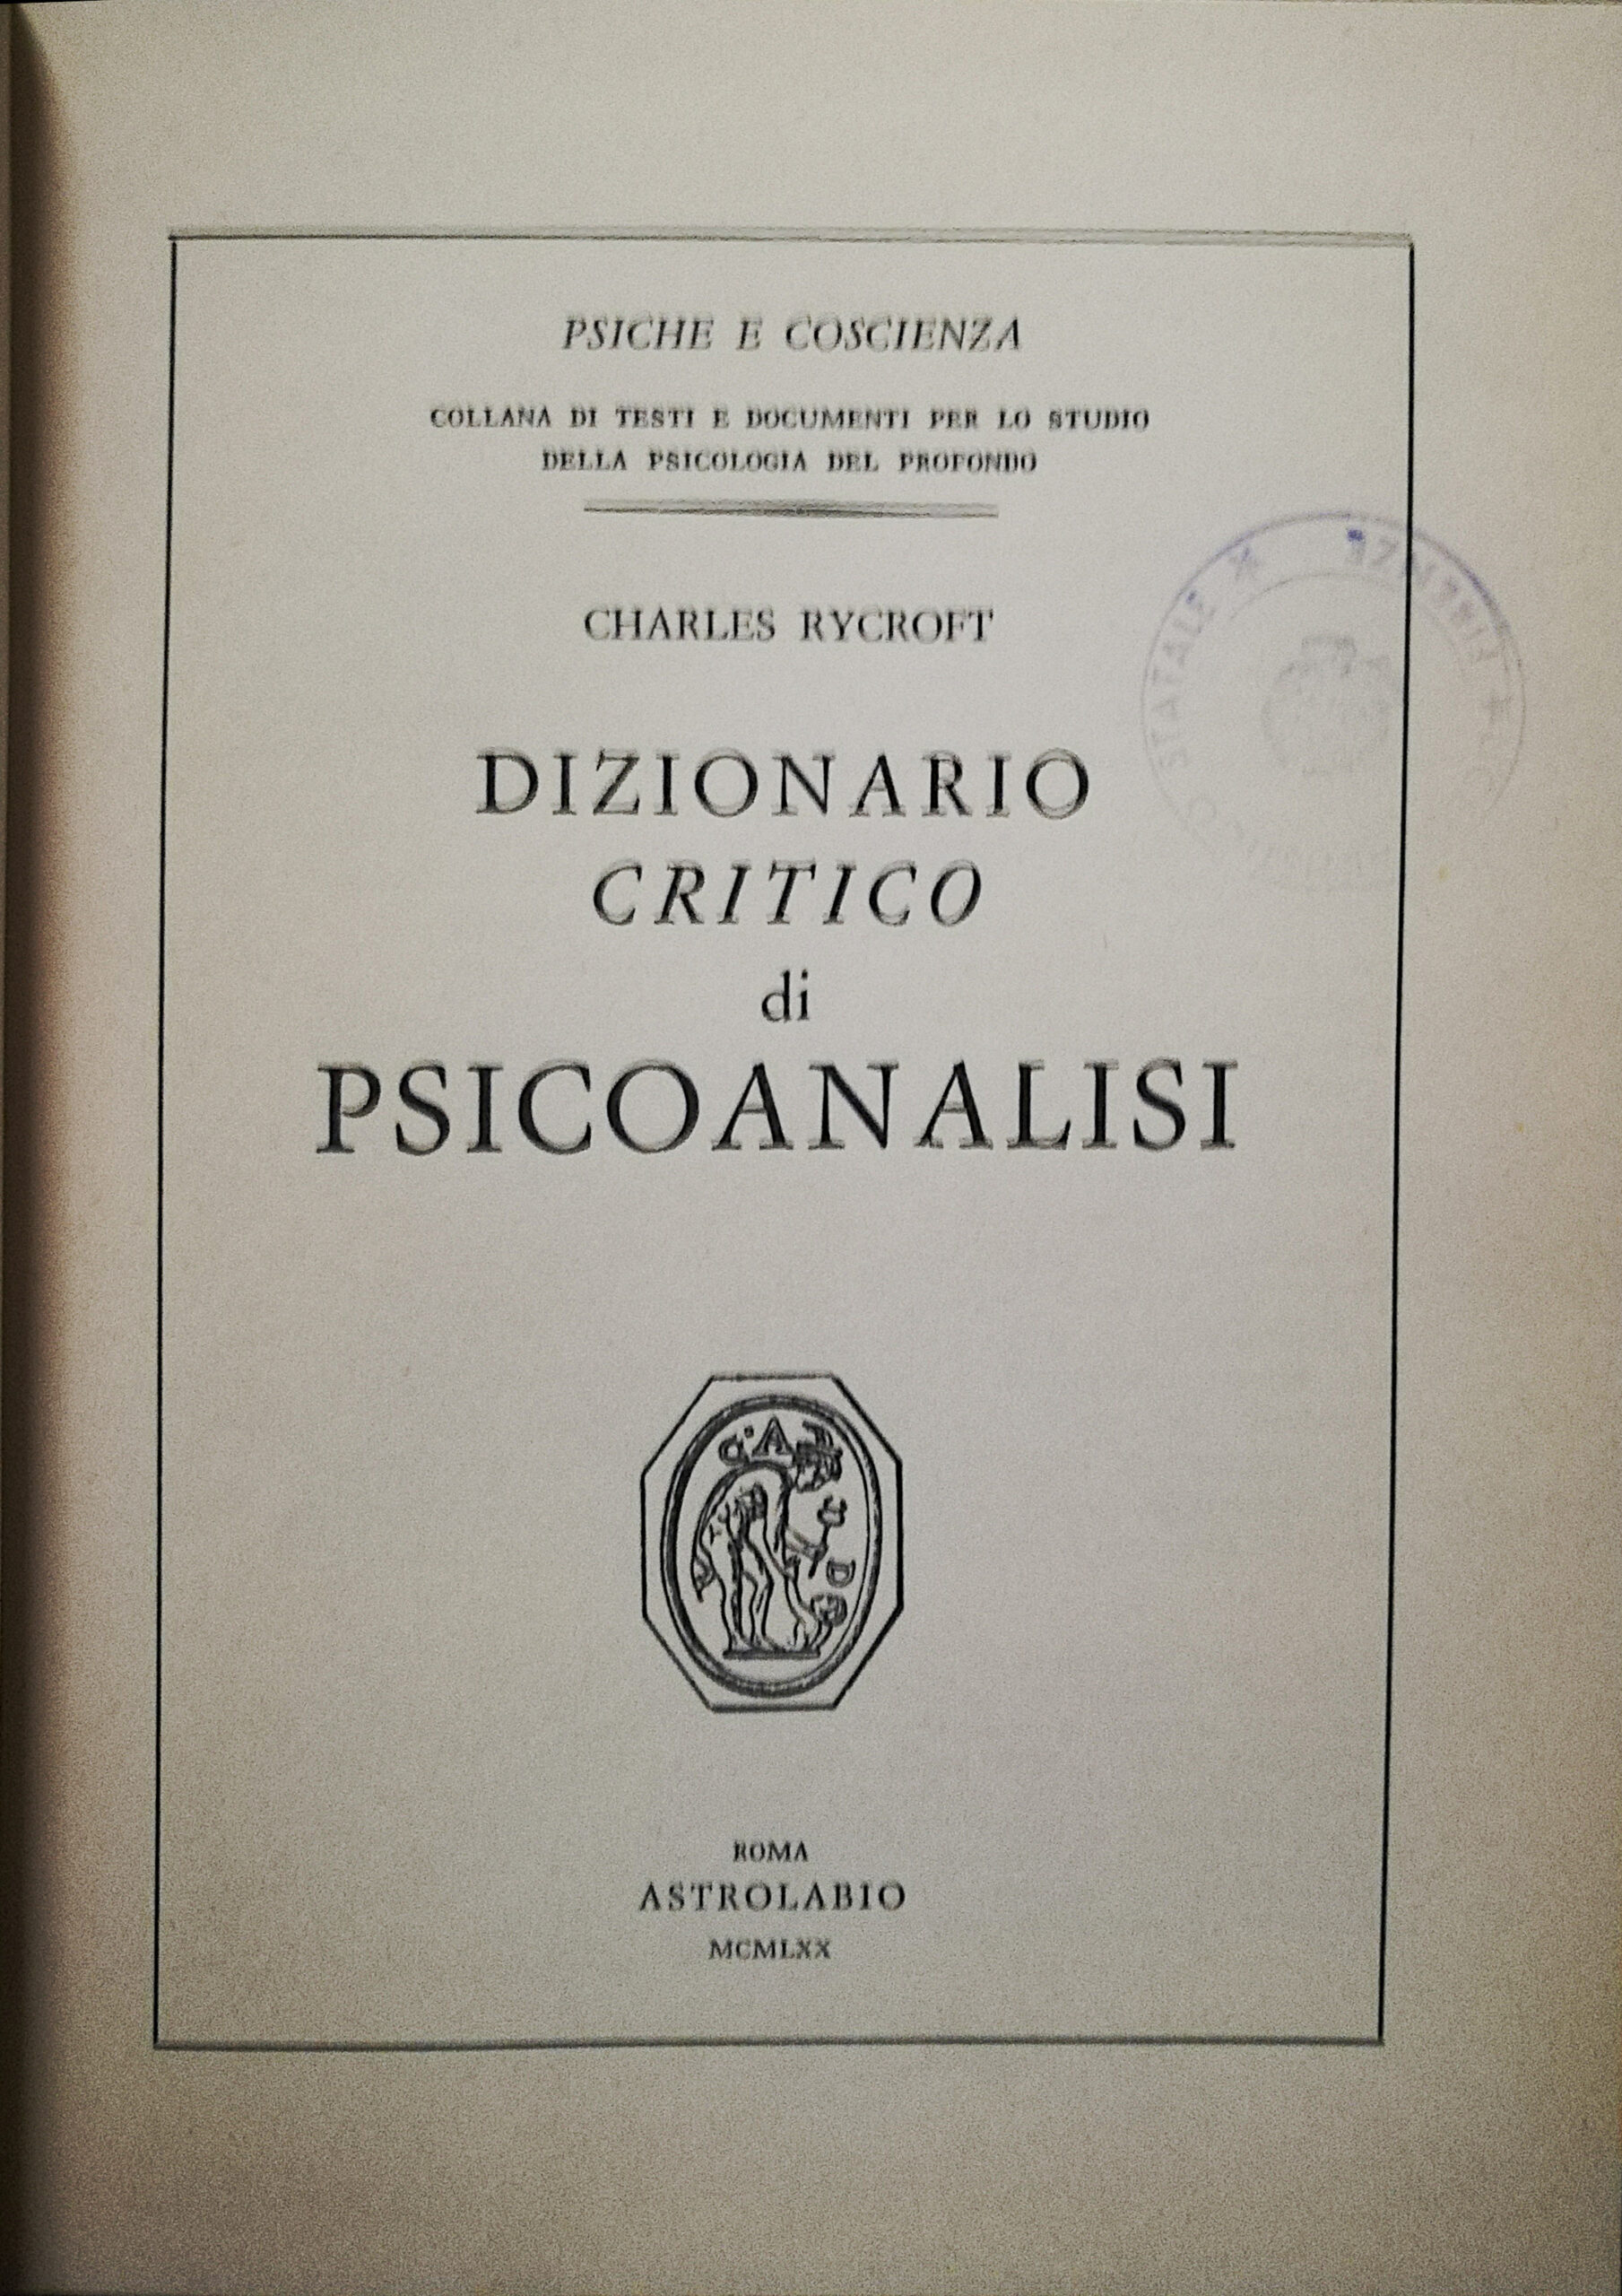 PSICHE E COSCIENZA
COLLANA DI TESTI E DOCUMENTI PER LO STUDIO
DELLA PSICOLOGIA DEL PROFONDO
CHARLES RYCROFT
DIZIONARIO
CRITICO
di
PSICOANALISI
C·A
D
ROMA
ASTROLABIO
MCMLXX
STATALE